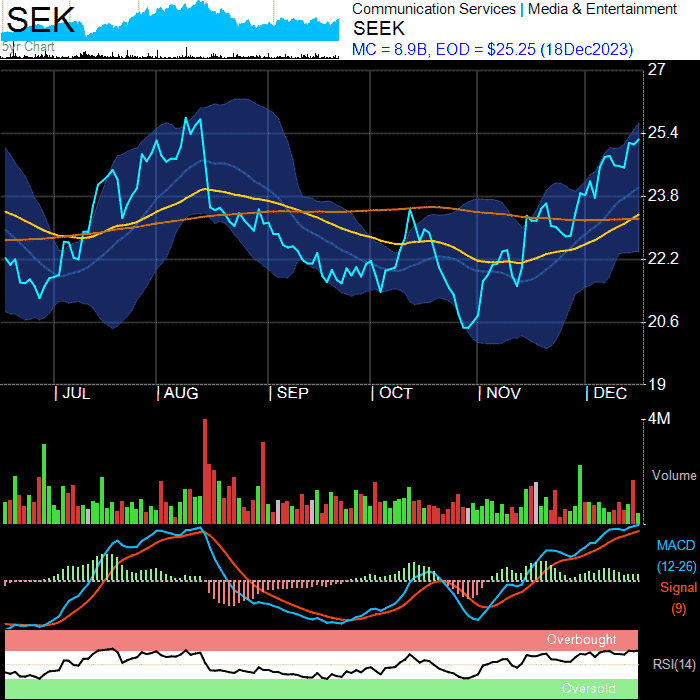 SEK
5yr Chart
Communication Services | Media & Entertainment
SEEK
MC = 8.9B, EOD = $25.25 (18Dec2023)
27
25.4
23.8
22.2
20.6
19
JUL AUG SEP OCT NOV DEC
4M
Volume
MACD
(12-26)
Signal
(9)
Overbought
RSI(14)
Oversold